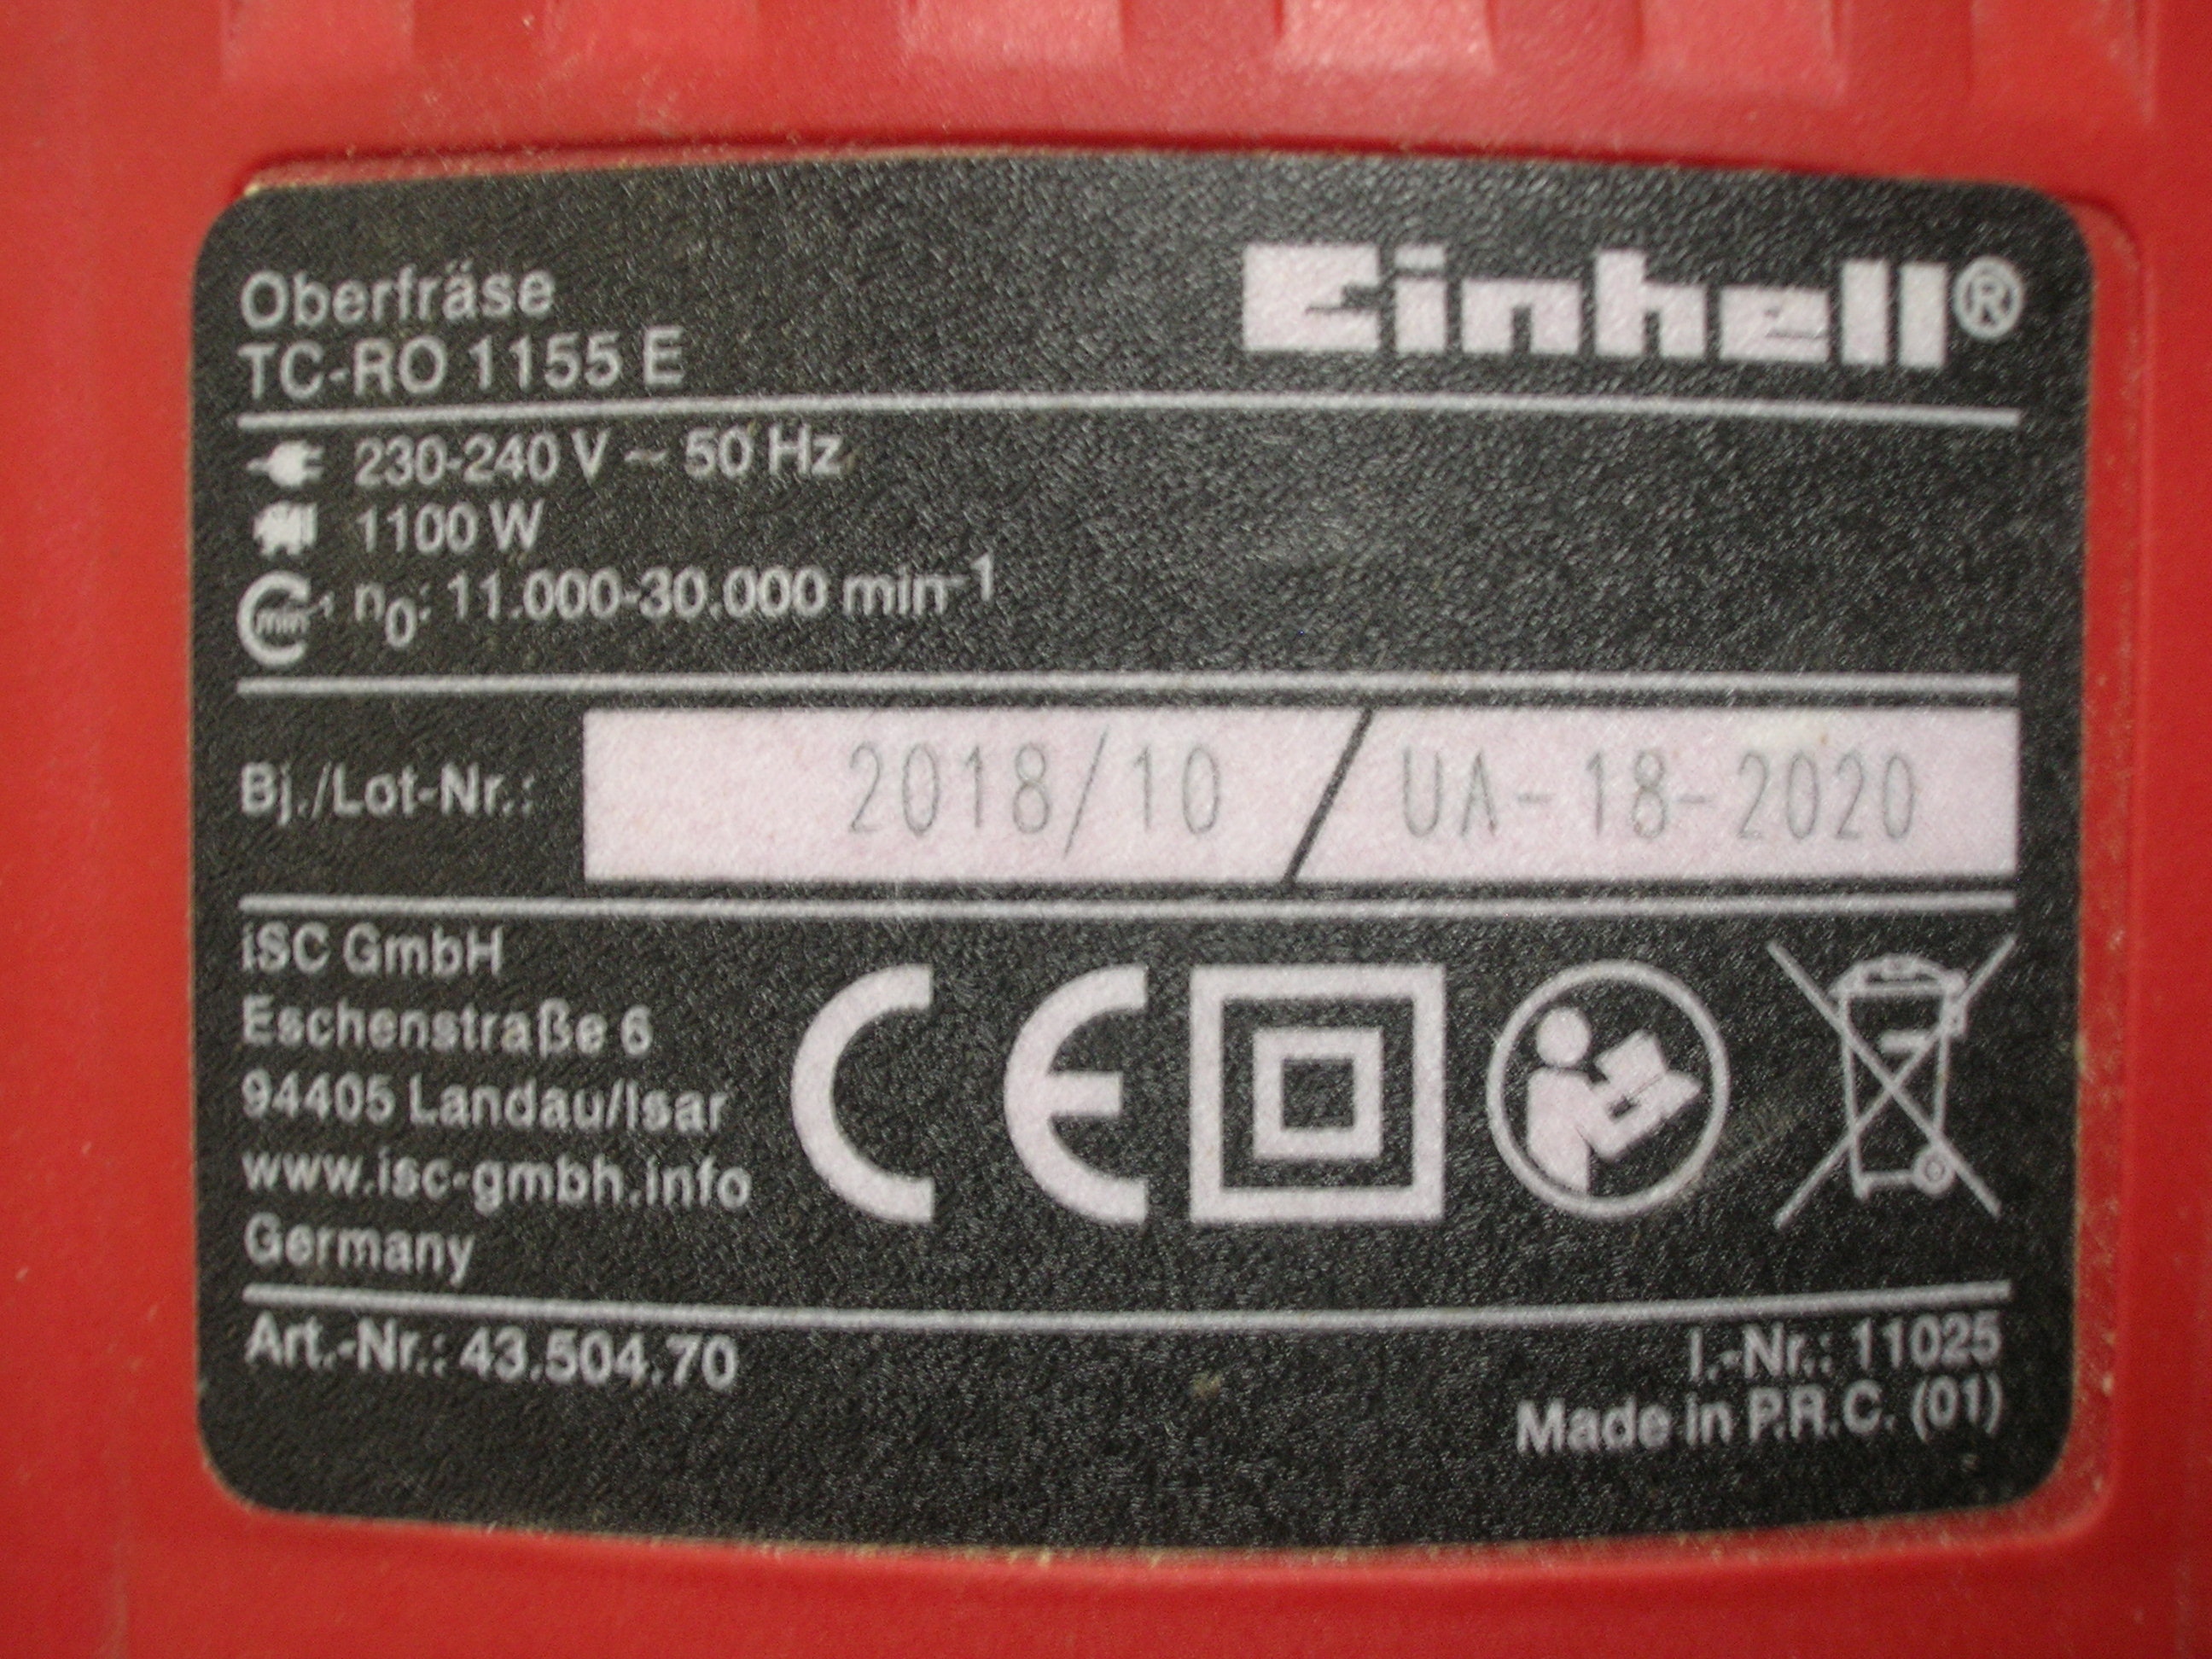 Oberfräse
TC-RO 1155 E
Einhell®
230-240 V ~ 50 Hz
1100 W
min-1 n0: 11.000-30.000 min-1
Bj./Lot-Nr.: 2018/10 / UA-18-2020
iSC GmbH
Eschenstraße 6
94405 Landau/Isar
www.isc-gmbh.info
Germany
CE
Art.-Nr.: 43.504.70
I.-Nr.: 11025
Made in P.R.C. (01)